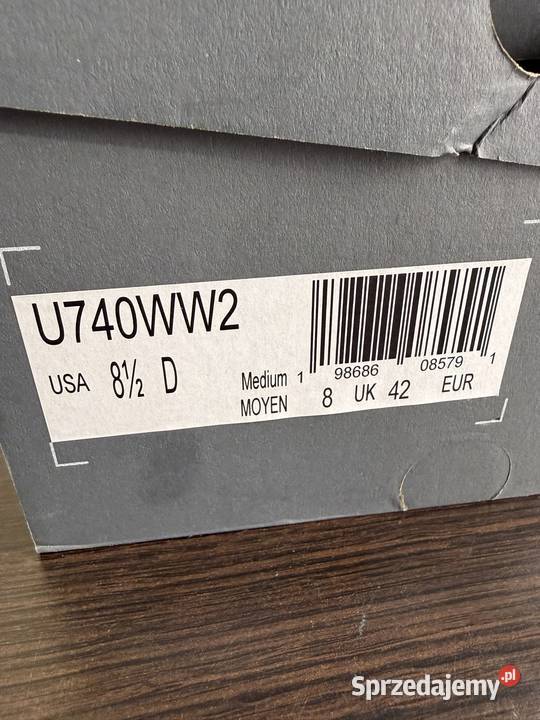 U740WW2
USA 8½ D
Medium 1 98686 08579 1
MOYEN 8 UK 42 EUR
Sprzedajemy.pl